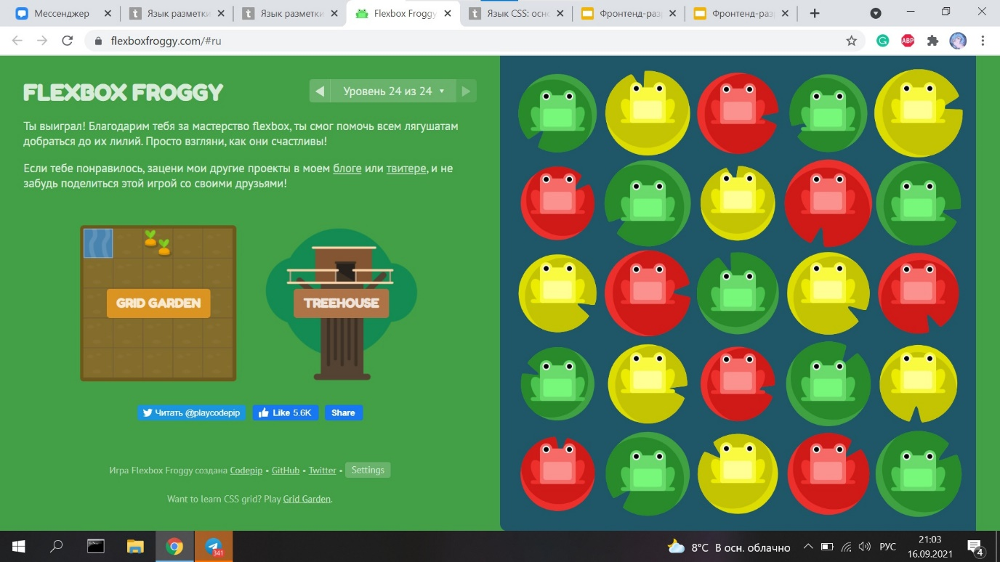 Мессенджер
Язык разметки
Язык разметки
Flexbox Froggy
Язык CSS: осно
Фронтенд-раз
Фронтенд-раз
flexboxfroggy.com/#ru
ABP
FLEXBOX FROGGY
Уровень 24 из 24
Ты выиграл! Благодарим тебя за мастерство flexbox, ты смог помочь всем лягушатам
добраться до их лилий. Просто взгляни, как они счастливы!
Если тебе понравилось, зацени мои другие проекты в моем блоге или твитере, и не
забудь поделиться этой игрой со своими друзьями!
GRID GARDEN
TREEHOUSE
Читать @playcodepip
Like 5.6K
Share
Игра Flexbox Froggy создана Codepip • GitHub • Twitter • Settings
Want to learn CSS grid? Play Grid Garden.
341
8°C В осн. облачно
РУС
21:03
16.09.2021
4